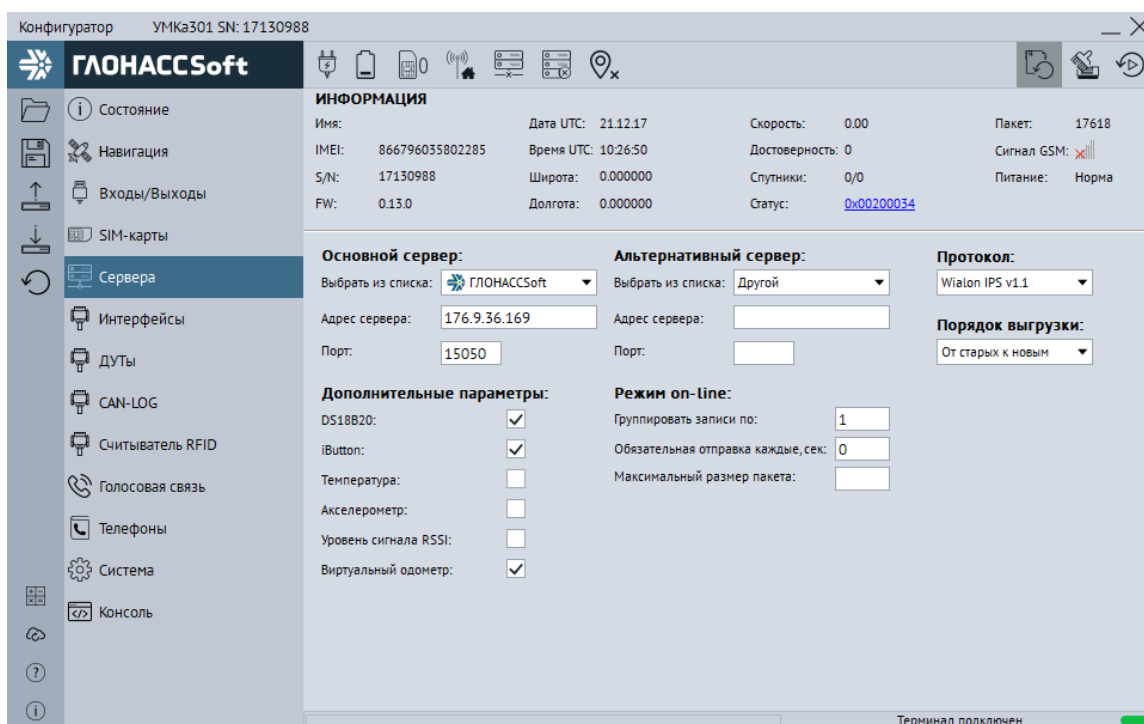 Конфигуратор УМКа301 SN: 17130988
ГЛОНАССSoft
0
ИНФОРМАЦИЯ
Имя: Дата UTC: 21.12.17 Скорость: 0.00 Пакет: 17618
IMEI: 866796035802285 Время UTC: 10:26:50 Достоверность: 0 Сигнал GSM:
S/N: 17130988 Широта: 0.000000 Спутники: 0/0 Питание: Норма
FW: 0.13.0 Долгота: 0.000000 Статус: 0x00200034
Состояние
Навигация
Входы/Выходы
SIM-карты
Сервера
Интерфейсы
ДУТы
CAN-LOG
Считыватель RFID
Голосовая связь
Телефоны
Система
Консоль
Основной сервер: Альтернативный сервер: Протокол:
Выбрать из списка: ГЛОНАССSoft Выбрать из списка: Другой Wialon IPS v1.1
Адрес сервера: 176.9.36.169 Адрес сервера: Порядок выгрузки:
Порт: 15050 Порт: От старых к новым
Дополнительные параметры: Режим on-line:
DS18B20: Группировать записи по: 1
iButton: Обязательная отправка каждые, сек: 0
Температура: Максимальный размер пакета:
Акселерометр:
Уровень сигнала RSSI:
Виртуальный одометр:
Терминал подключен